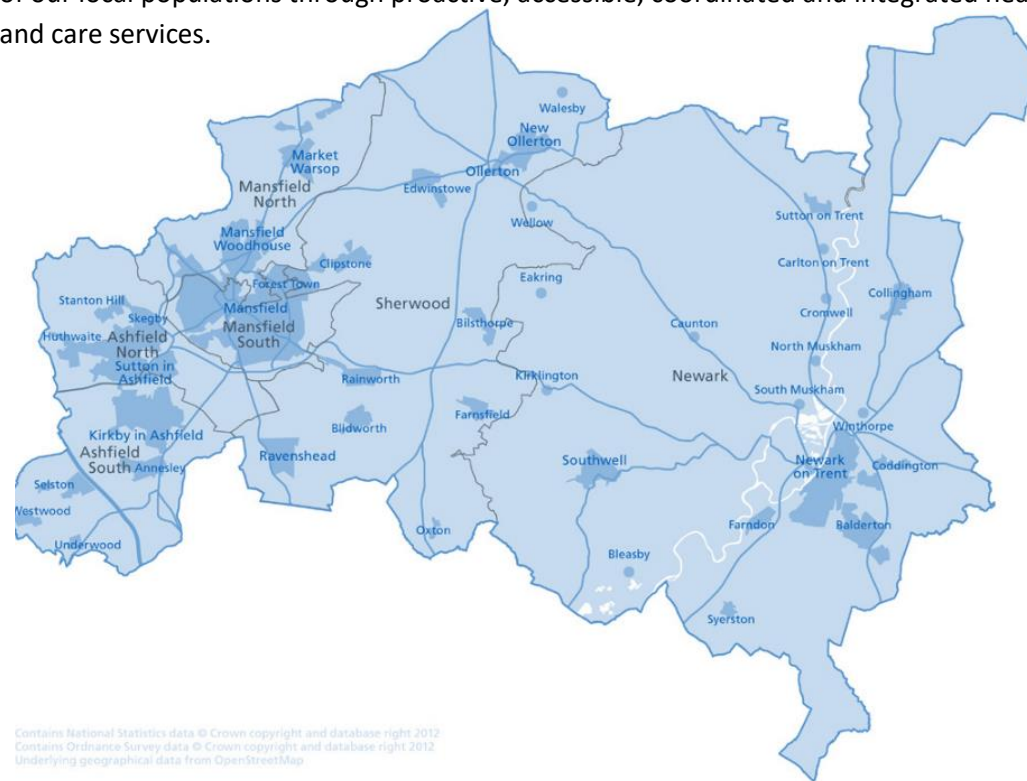 of our local populations through proactive, accessible, coordinated and integrated
and care services.
Walesby
New
Ollerton
Market
Warsop
Ollerton
Edwinstowe
Mansfield
North
Wellow
Sutton on Trent
Mansfield
Woodhouse
Clipstone
Carlton on Trent
Forest Town
Eakring
Collingham
Stanton Hill
Sherwood
Mansfield
Cromwell
Skegby
Mansfield
South
Bilsthorpe
Caunton
Huthwaite
Ashfield
North
North Muskham
Sutton in
Ashfield
Rainworth
Kirklington
Newark
South Muskham
Farnsfield
Winthorpe
Blidworth
Kirkby in Ashfield
Ashfield
South
Annesley
Ravenshead
Southwell
Newark
on Trent
Coddington
Selston
Westwood
Farndon
Balderton
Oxton
Underwood
Bleasby
Syerston
Contains National Statistics data © Crown copyright and database right 2012
Contains Ordnance Survey data © Crown copyright and database right 2012
Underlying geographical data from OpenStreetMap